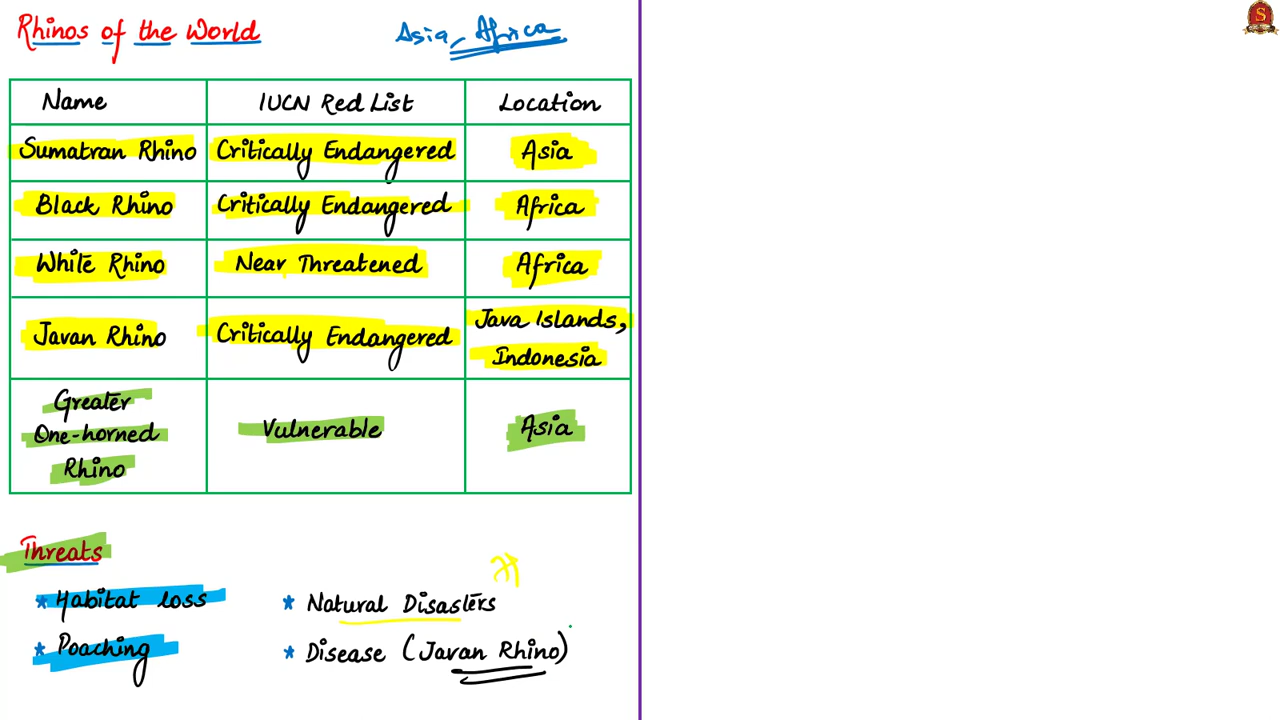 Rhinos of the World
Asia, Africa
Name IUCN Red List Location
Sumatran Rhino Critically Endangered Asia
Black Rhino Critically Endangered Africa
White Rhino Near Threatened Africa
Javan Rhino Critically Endangered Java Islands,
Indonesia
Greater
One-horned Vulnerable Asia
Rhino
Threats
* Habitat loss * Natural Disasters
* Poaching * Disease (Javan Rhino)
S